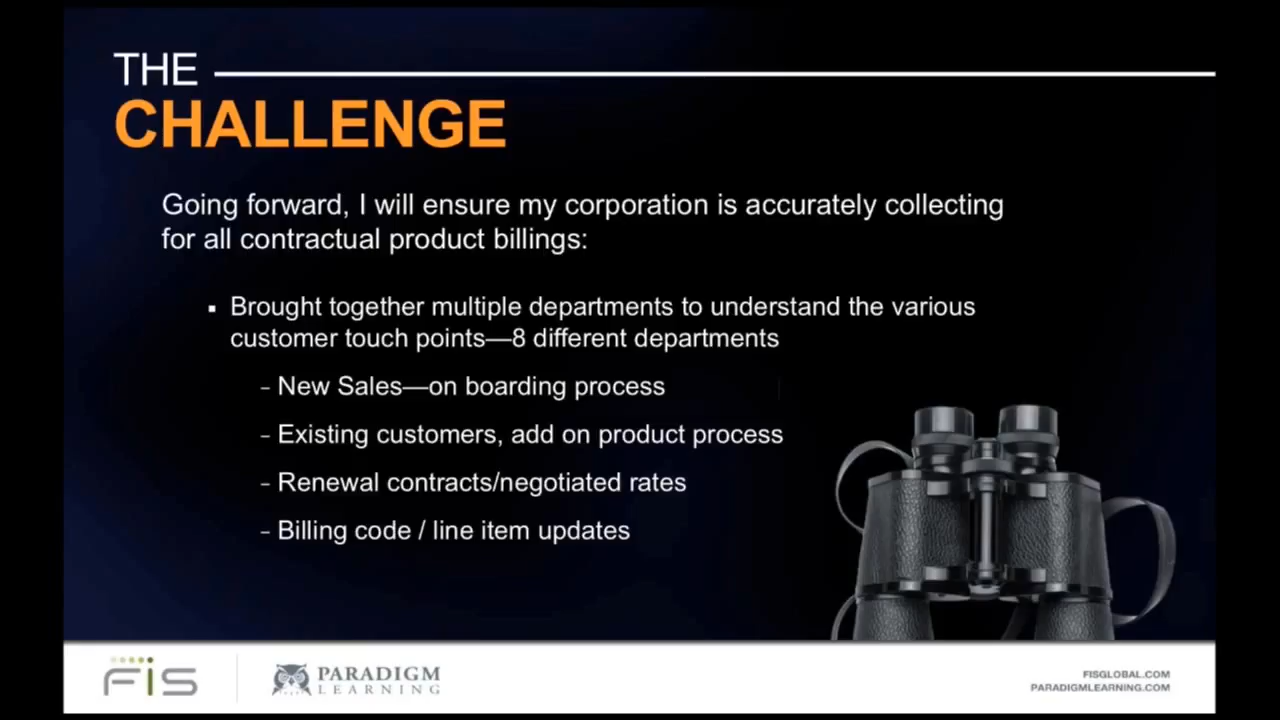 THE
CHALLENGE
Going forward, I will ensure my corporation is accurately collecting
for all contractual product billings:
▪ Brought together multiple departments to understand the various
customer touch points—8 different departments
– New Sales—on boarding process
– Existing customers, add on product process
– Renewal contracts/negotiated rates
– Billing code / line item updates
FIS
PARADIGM
LEARNING
FISGLOBAL.COM
PARADIGMLEARNING.COM